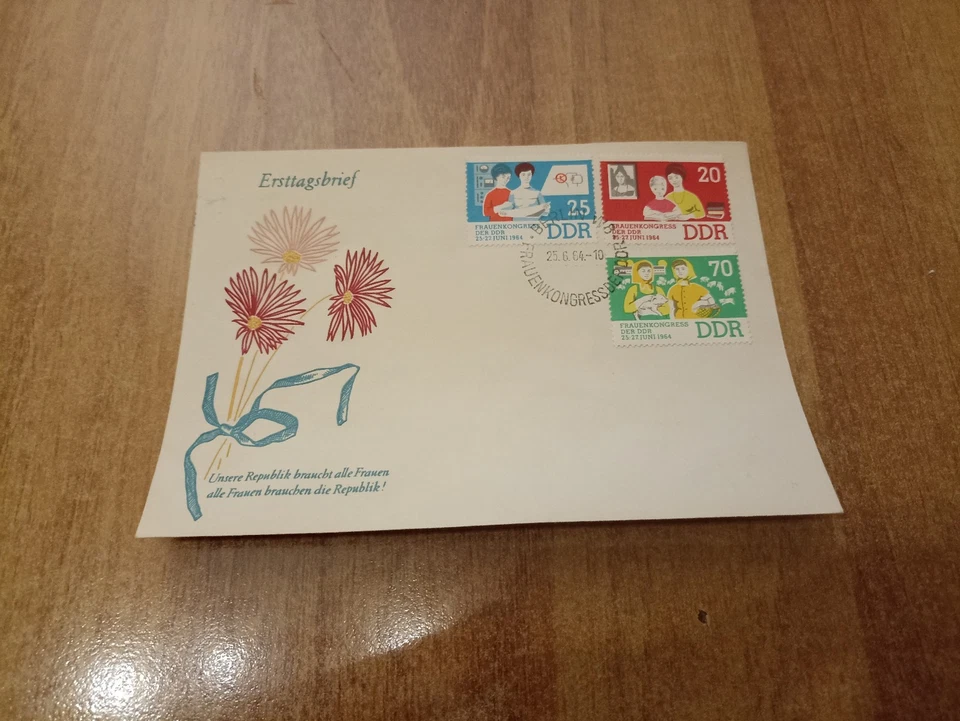 Ersttagsbrief
25
FRAUENKONGRESS
DER DDR
25-27 JUNI 1964
DDR
20
FRAUENKONGRESS
DER DDR
25-27 JUNI 1964
DDR
70
FRAUENKONGRESS
DER DDR
25-27 JUNI 1964
DDR
BERLIN
25.6.64.-10
FRAUENKONGRESS DER DDR
Unsere Republik braucht alle Frauen
alle Frauen brauchen die Republik!